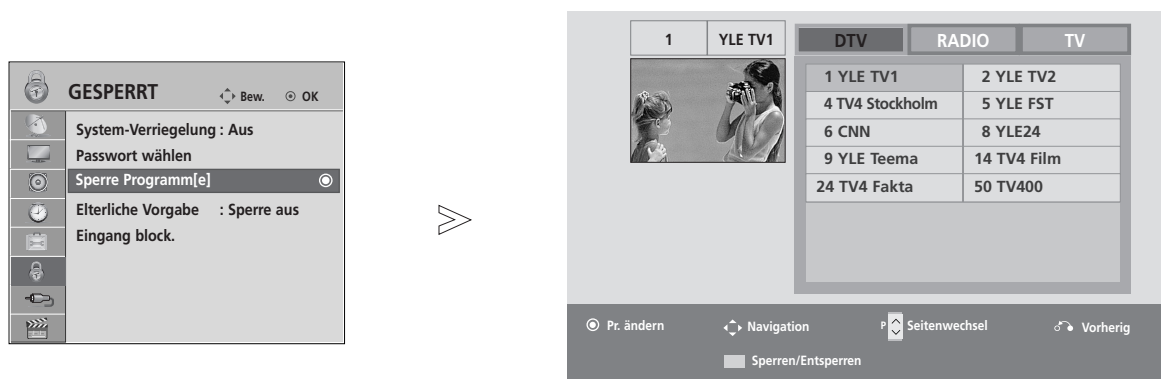 GESPERRT
Bew. OK
System-Verriegelung : Aus
Passwort wählen
Sperre Programm[e]
Elterliche Vorgabe : Sperre aus
Eingang block.
1 YLE TV1
DTV RADIO TV
1 YLE TV1 2 YLE TV2
4 TV4 Stockholm 5 YLE FST
6 CNN 8 YLE24
9 YLE Teema 14 TV4 Film
24 TV4 Fakta 50 TV400
Pr. ändern Navigation P Seitenwechsel Vorherig
Sperren/Entsperren